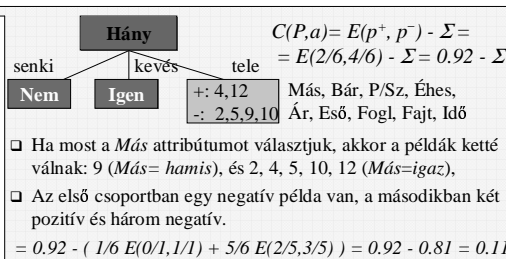 Hány
C(P,a)= E(p⁺, p⁻) - Σ =
= E(2/6,4/6) - Σ = 0.92 - Σ
senki kevés tele
Nem Igen
+: 4,12
-: 2,5,9,10
Más, Bár, P/Sz, Éhes,
Ár, Eső, Fogl, Fajt, Idő
Ha most a Más attribútumot választjuk, akkor a példák ketté
válnak: 9 (Más= hamis), és 2, 4, 5, 10, 12 (Más=igaz),
Az első csoportban egy negatív példa van, a másodikban két
pozitív és három negatív.
= 0.92 - ( 1/6 E(0/1,1/1) + 5/6 E(2/5,3/5) ) = 0.92 - 0.81 = 0.11